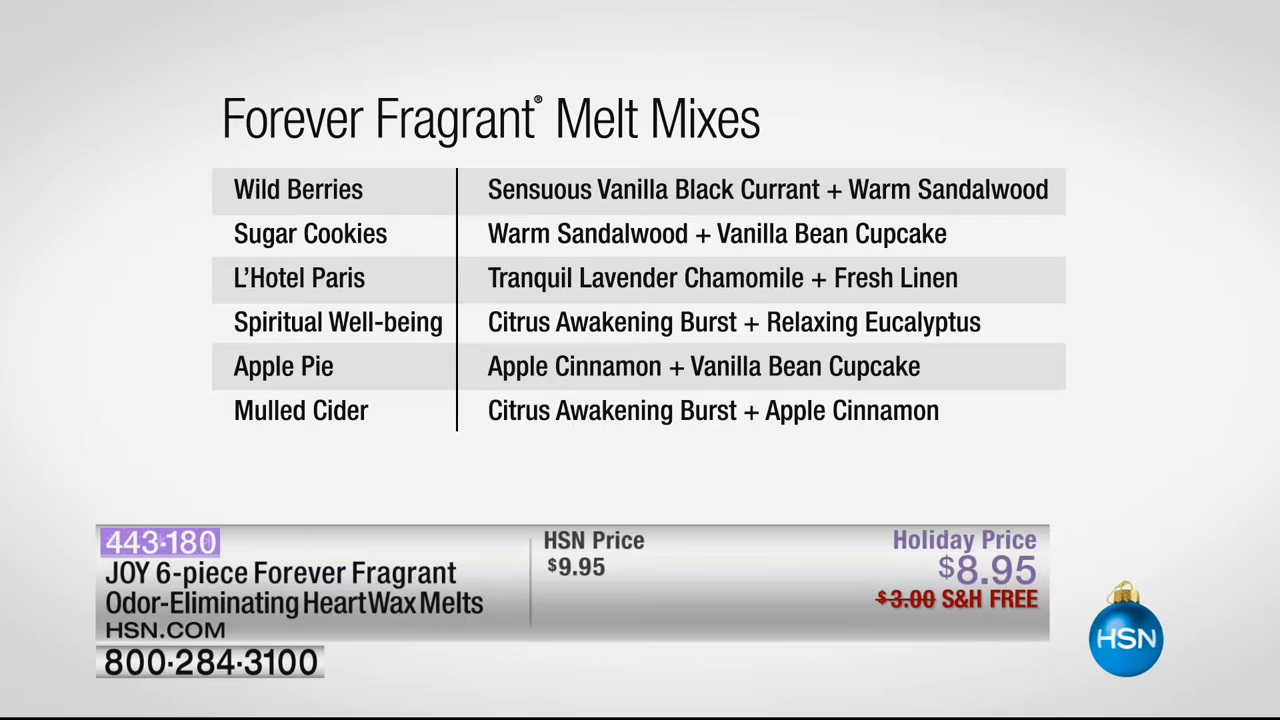 Forever Fragrant® Melt Mixes
Wild Berries Sensuous Vanilla Black Currant + Warm Sandalwood
Sugar Cookies Warm Sandalwood + Vanilla Bean Cupcake
L’Hotel Paris Tranquil Lavender Chamomile + Fresh Linen
Spiritual Well-being Citrus Awakening Burst + Relaxing Eucalyptus
Apple Pie Apple Cinnamon + Vanilla Bean Cupcake
Mulled Cider Citrus Awakening Burst + Apple Cinnamon
443-180
JOY 6-piece Forever Fragrant
Odor-Eliminating Heart Wax Melts
HSN.COM
800·284·3100
HSN Price
$9.95
Holiday Price
$8.95
$3.00 S&H FREE
HSN